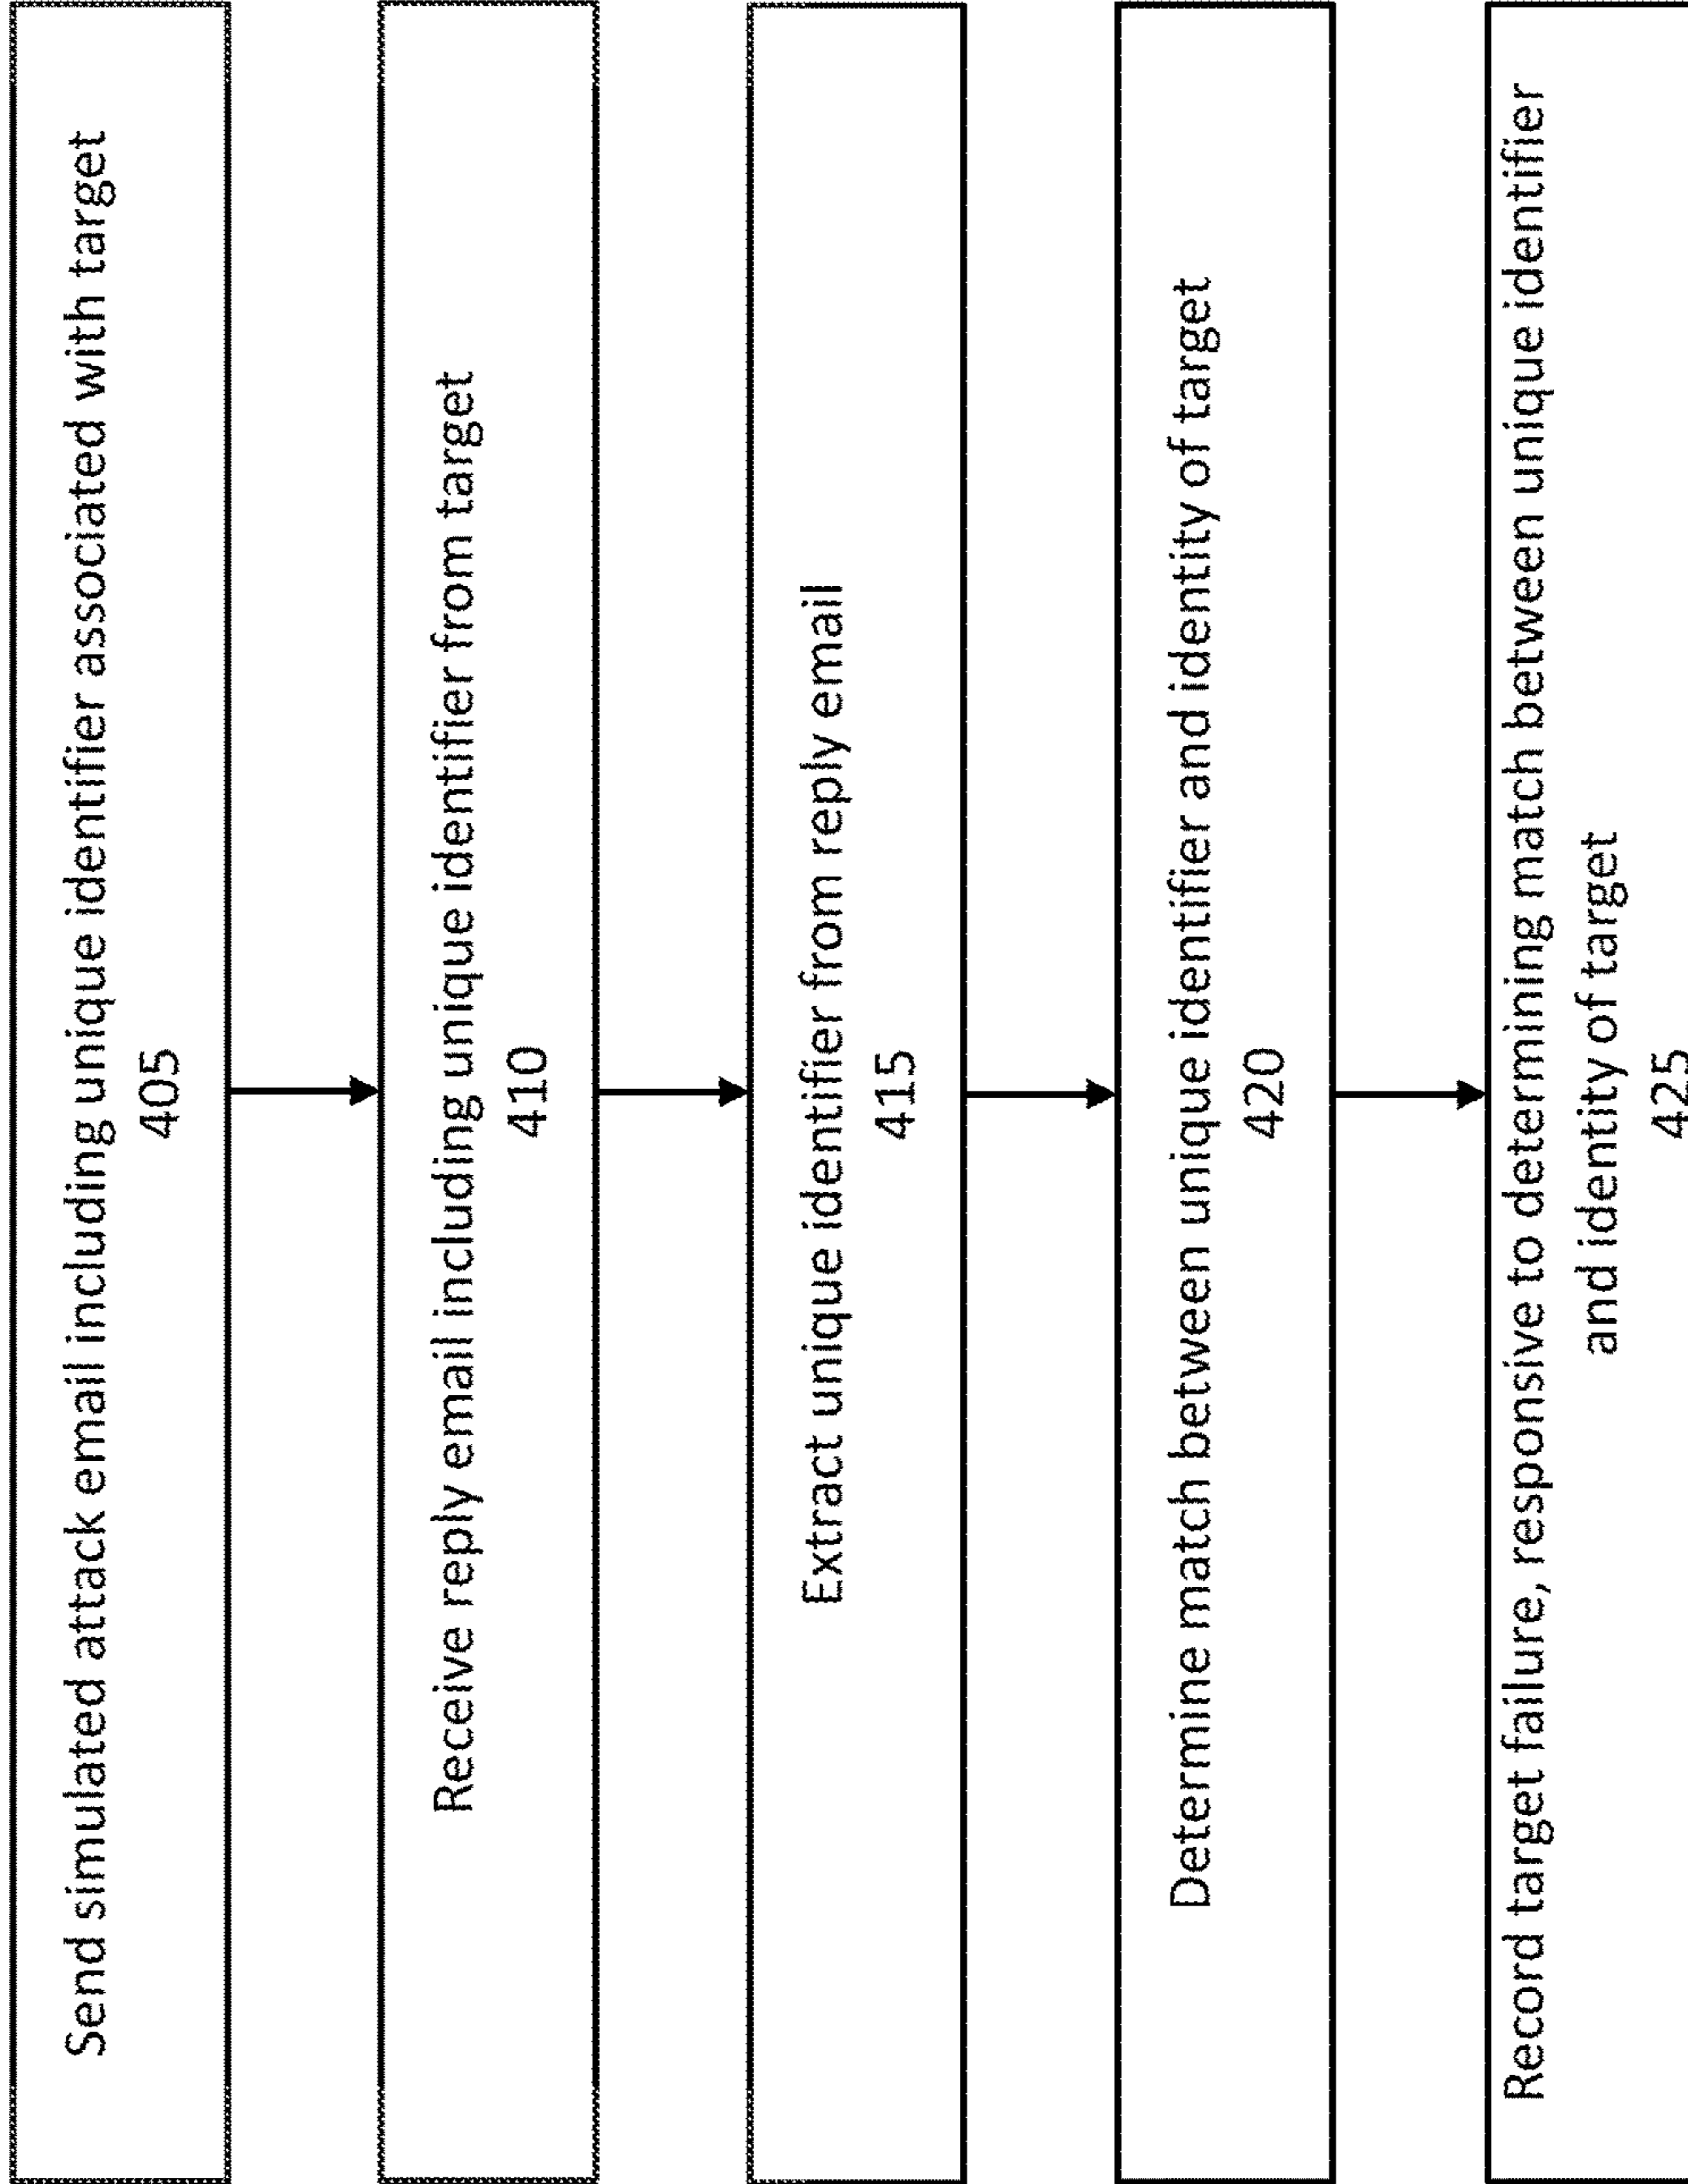 Send simulated attack email including unique identifier associated with target
405
Receive reply email including unique identifier from target
410
Extract unique identifier from reply email
415
Determine match between unique identifier and identity of target
420
Record target failure, responsive to determining match between unique identifier
and identity of target
425